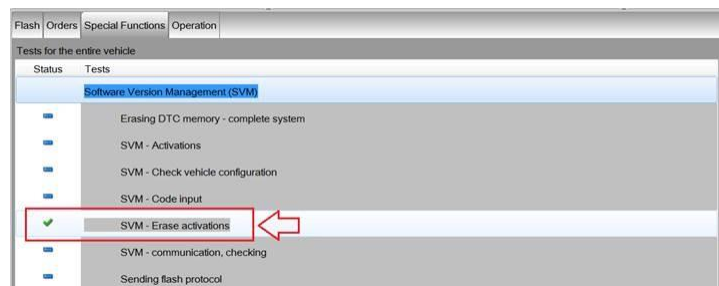 Flash Orders Special Functions Operation
Tests for the entire vehicle
Status Tests
Software Version Management (SVM)
Erasing DTC memory - complete system
SVM - Activations
SVM - Check vehicle configuration
SVM - Code input
SVM - Erase activations
SVM - communication, checking
Sending flash protocol